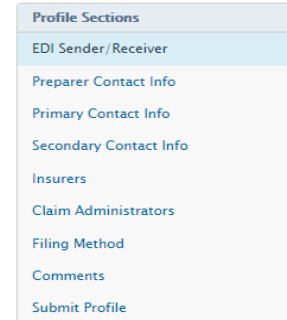 Profile Sections
EDI Sender/Receiver
Preparer Contact Info
Primary Contact Info
Secondary Contact Info
Insurers
Claim Administrators
Filing Method
Comments
Submit Profile